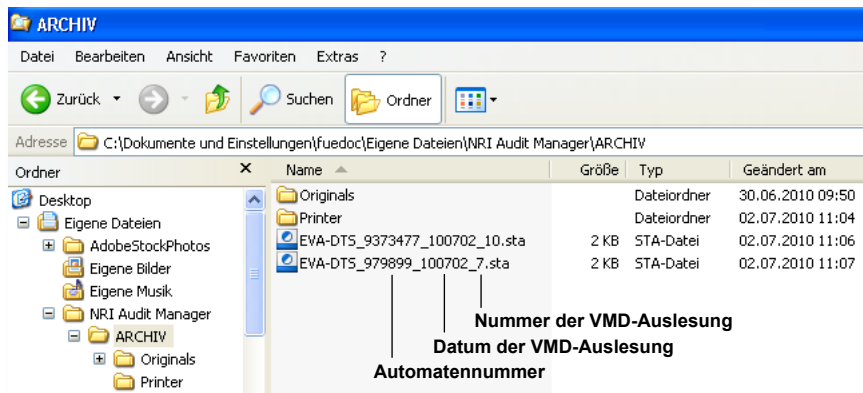 ARCHIV
Datei Bearbeiten Ansicht Favoriten Extras ?
Zurück Suchen Ordner
Adresse C:\Dokumente und Einstellungen\fuedoc\Eigene Dateien\NRI Audit Manager\ARCHIV
Ordner x Name Größe Typ Geändert am
Desktop
Eigene Dateien
AdobeStockPhotos
Eigene Bilder
Eigene Musik
NRI Audit Manager
ARCHIV
Originals
Printer
Originals Dateiordner 30.06.2010 09:50
Printer Dateiordner 02.07.2010 11:04
EVA-DTS_9373477_100702_10.sta 2 KB STA-Datei 02.07.2010 11:06
EVA-DTS_979899_100702_7.sta 2 KB STA-Datei 02.07.2010 11:07
Nummer der VMD-Auslesung
Datum der VMD-Auslesung
Automatennummer